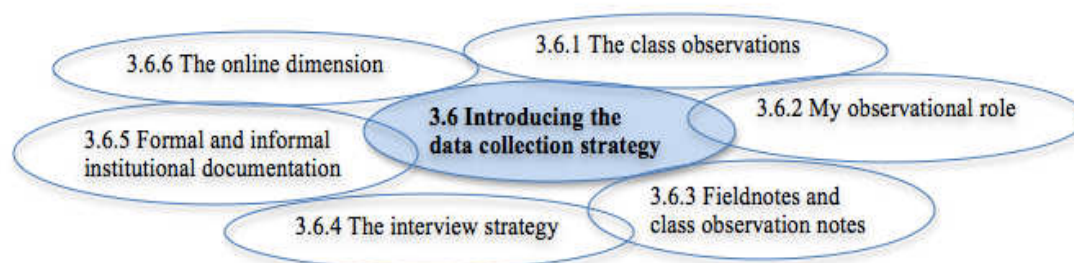 3.6 Introducing the
data collection strategy
3.6.1 The class observations
3.6.2 My observational role
3.6.3 Fieldnotes and
class observation notes
3.6.4 The interview strategy
3.6.5 Formal and informal
institutional documentation
3.6.6 The online dimension